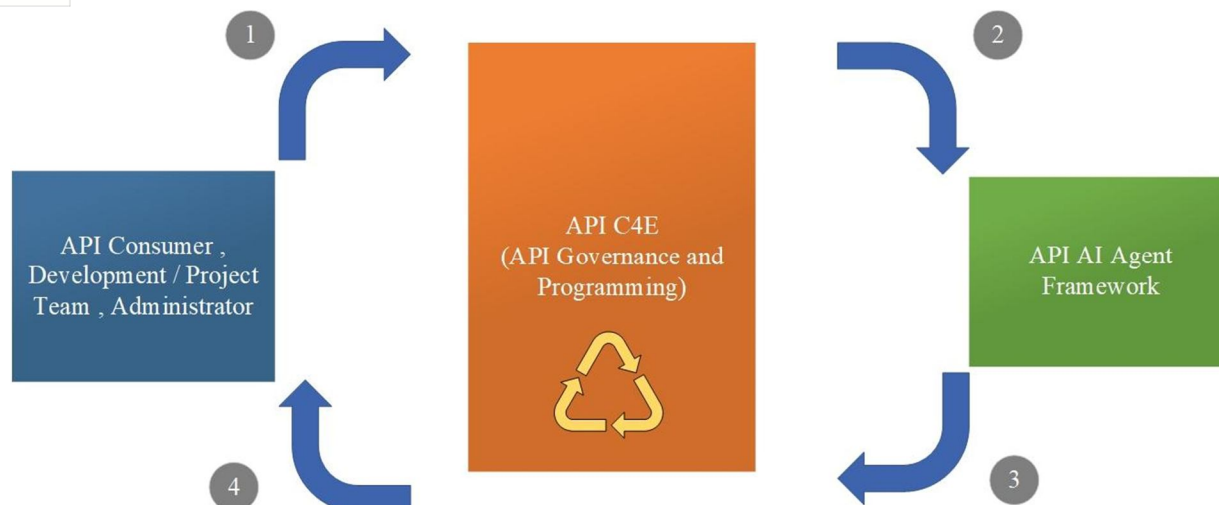 1
2
API Consumer ,
Development / Project
Team , Administrator
API C4E
(API Governance and
Programming)
API AI Agent
Framework
4
3